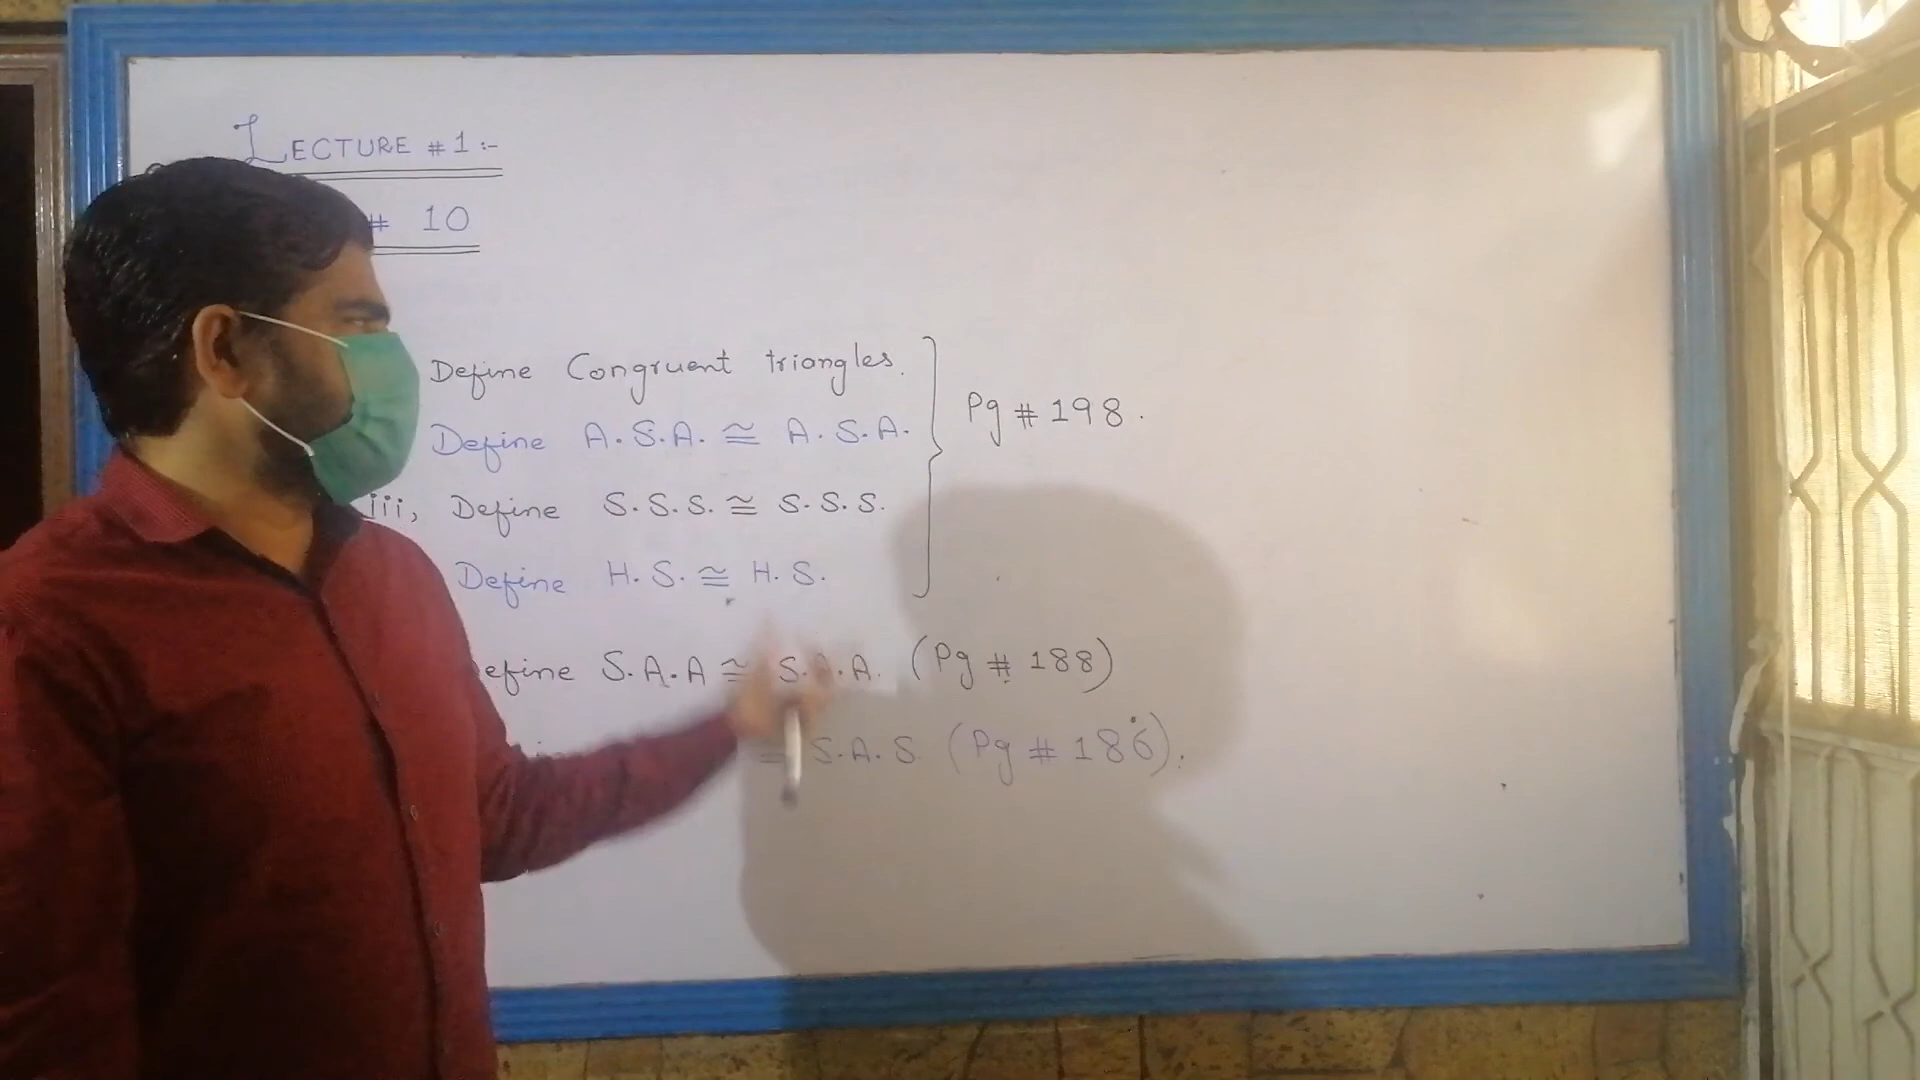 LECTURE #1:-
# 10
Define Congruent triangles.
Define A.S.A. ≅ A.S.A.
iii, Define S.S.S. ≅ S.S.S.
Define H.S. ≅ H.S.
Pg # 198.
efine S.A.A ≅ S.A.A. (Pg # 188)
S.A.S. (Pg # 186).